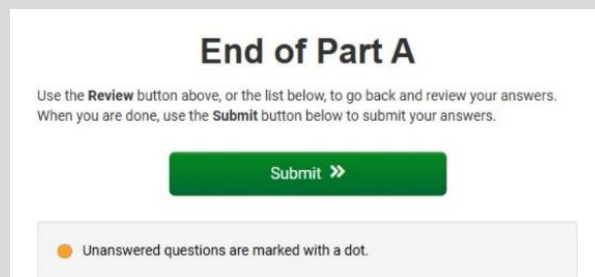 End of Part A
Use the Review button above, or the list below, to go back and review your answers.
When you are done, use the Submit button below to submit your answers.
Submit »
Unanswered questions are marked with a dot.